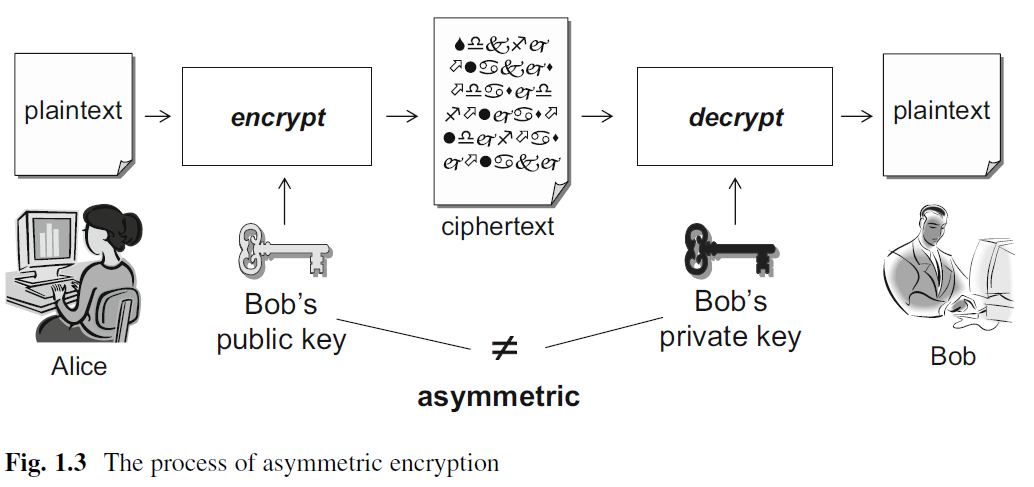 plaintext
encrypt
ciphertext
decrypt
plaintext
Alice
Bob's
public key
Bob's
private key
Bob
≠
asymmetric
Fig. 1.3 The process of asymmetric encryption